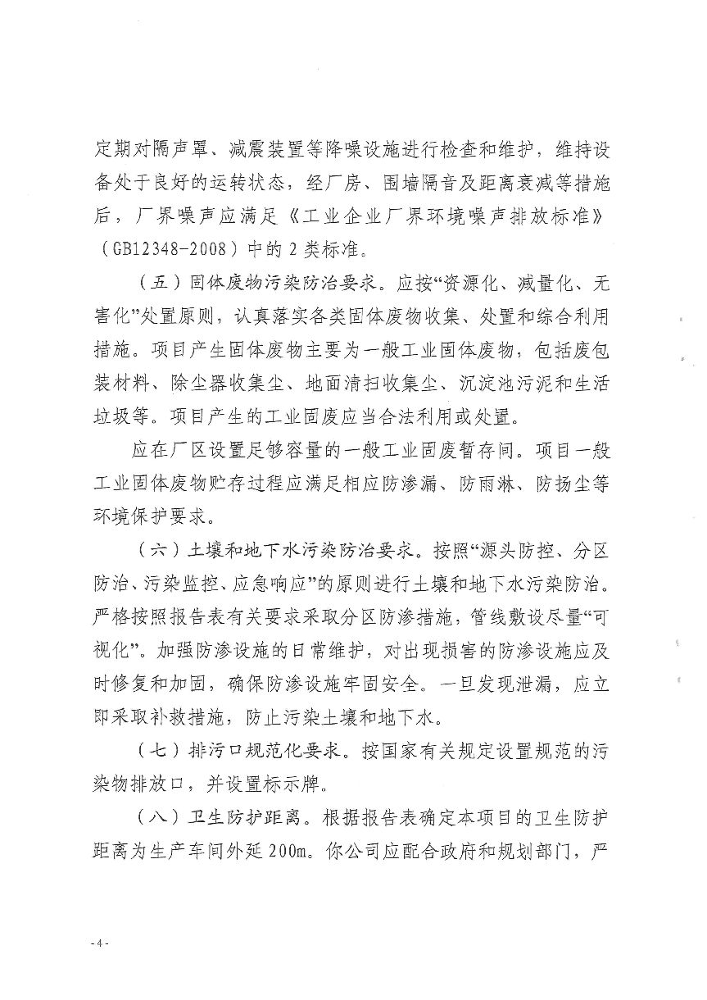 定期对隔声罩、减震装置等降噪设施进行检查和维护，维持设
备处于良好的运转状态，经厂房、围墙隔音及距离衰减等措施
后，厂界噪声应满足《工业企业厂界环境噪声排放标准》
（GB12348-2008）中的 2 类标准。
（五）固体废物污染防治要求。应按“资源化、减量化、无
害化”处置原则，认真落实各类固体废物收集、处置和综合利用
措施。项目产生固体废物主要为一般工业固体废物，包括废包
装材料、除尘器收集尘、地面清扫收集尘、沉淀池污泥和生活
垃圾等。项目产生的工业固废应当合法利用或处置。
应在厂区设置足够容量的一般工业固废暂存间。项目一般
工业固体废物贮存过程应满足相应防渗漏、防雨淋、防扬尘等
环境保护要求。
（六）土壤和地下水污染防治要求。按照“源头防控、分区
防治、污染监控、应急响应”的原则进行土壤和地下水污染防治。
严格按照报告表有关要求采取分区防渗措施，管线敷设尽量“可
视化”。加强防渗设施的日常维护，对出现损害的防渗设施应及
时修复和加固，确保防渗设施牢固安全。一旦发现泄漏，应立
即采取补救措施，防止污染土壤和地下水。
（七）排污口规范化要求。按国家有关规定设置规范的污
染物排放口，并设置标示牌。
（八）卫生防护距离。根据报告表确定本项目的卫生防护
距离为生产车间外延 200m。你公司应配合政府和规划部门，严
- 4 -